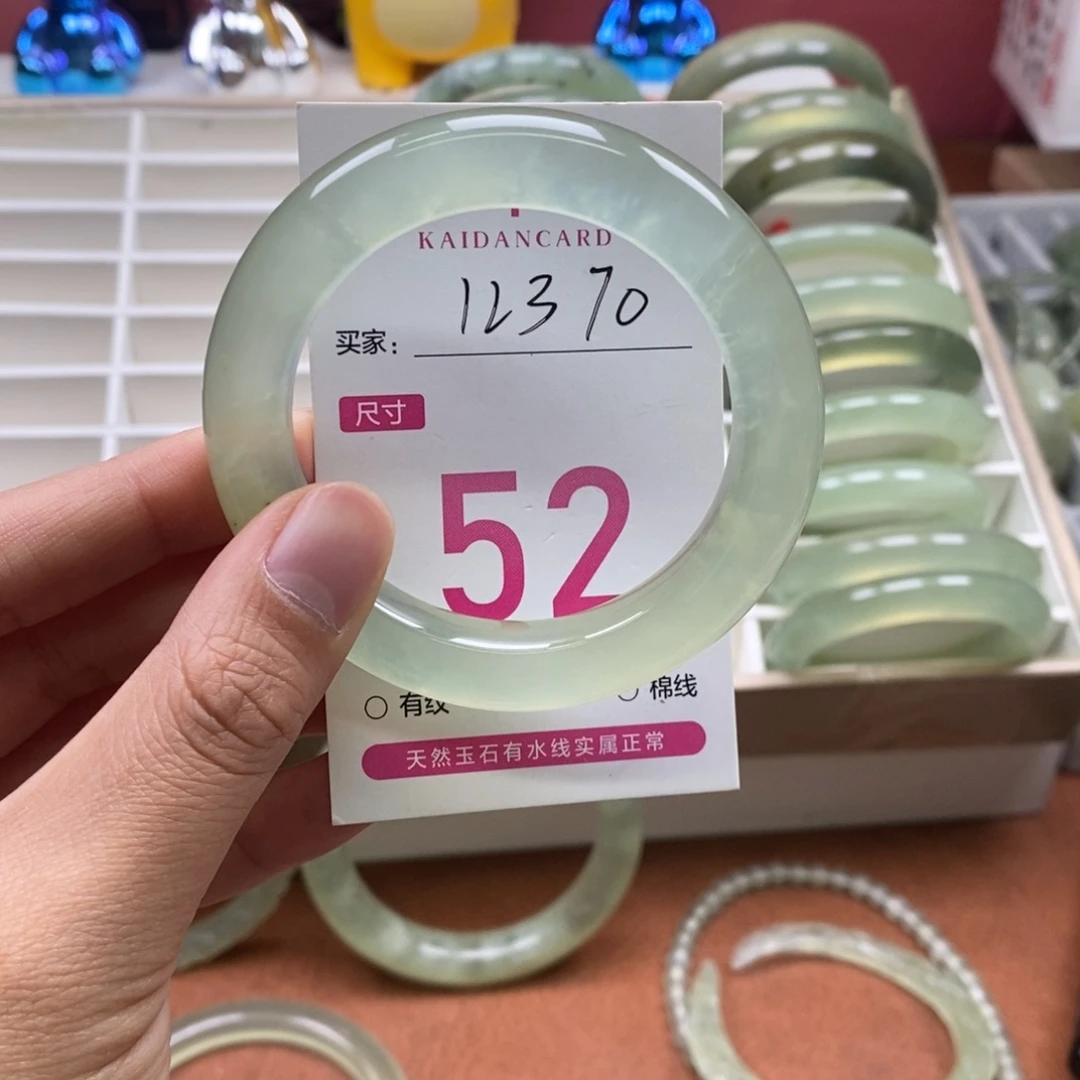 KAIDANCARD
买家: 12370
尺寸
52
○ 有纹 ○ 棉线
天然玉石有水线实属正常